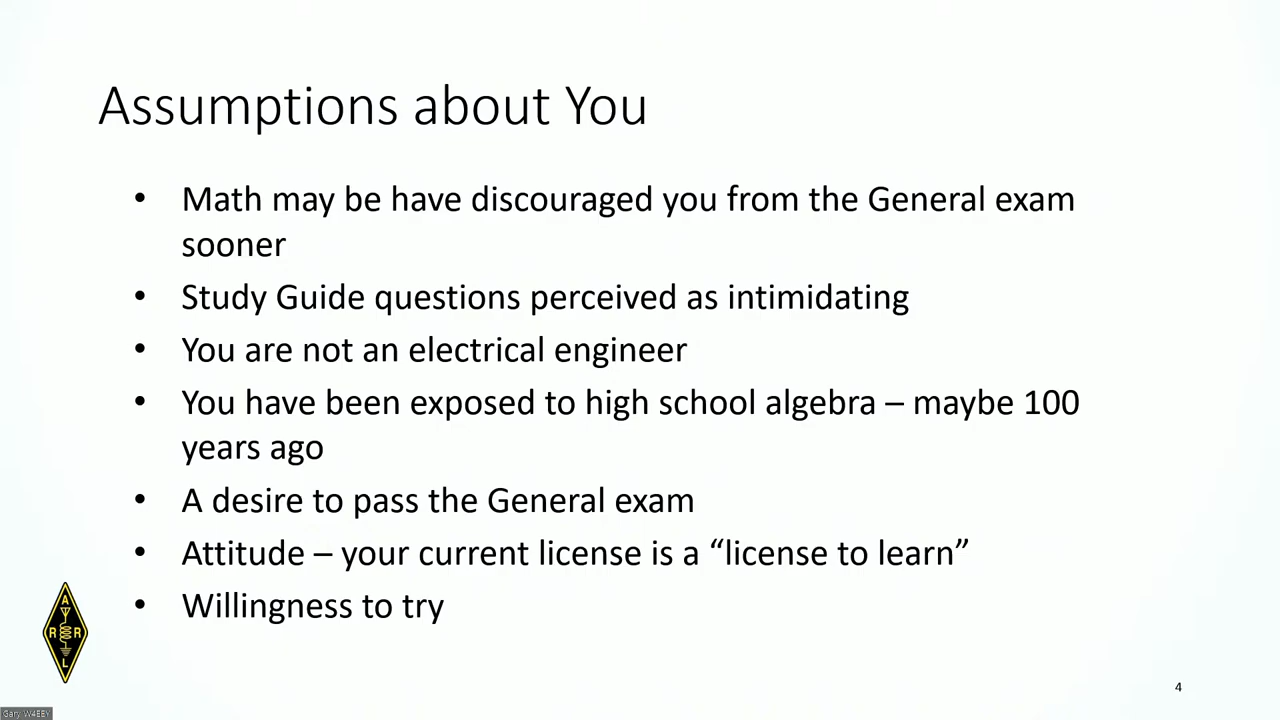 Assumptions about You
• Math may be have discouraged you from the General exam
sooner
• Study Guide questions perceived as intimidating
• You are not an electrical engineer
• You have been exposed to high school algebra – maybe 100
years ago
• A desire to pass the General exam
• Attitude – your current license is a “license to learn”
• Willingness to try
A
R R
L
4
Gary W4EEY